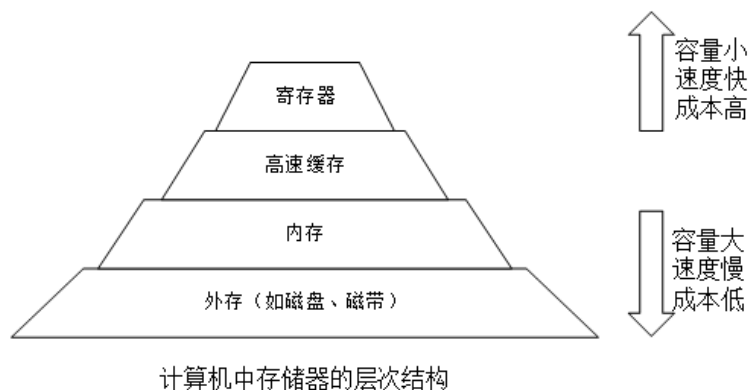 容量小
速度快
成本高
寄存器
高速缓存
内存
外存（如磁盘、磁带）
容量大
速度慢
成本低
计算机中存储器的层次结构